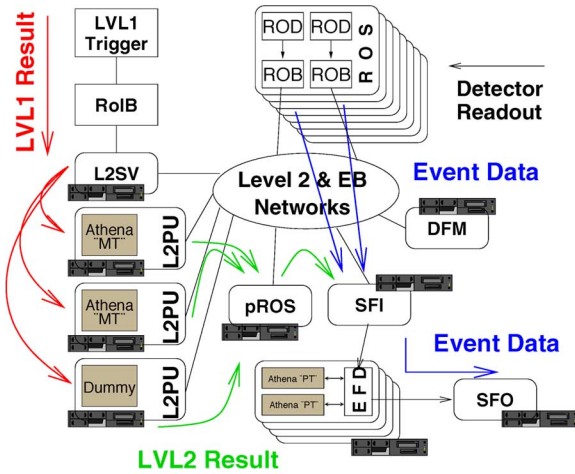 LVL1
Trigger
RoIB
L2SV
LVL1 Result
ROD
ROD
ROB
ROB
ROS
Detector
Readout
Level 2 & EB
Networks
Event Data
DFM
Athena
¨MT¨
L2PU
Athena
¨MT¨
L2PU
Dummy
L2PU
pROS
SFI
Event Data
Athena ¨PT¨
Athena ¨PT¨
EFD
SFO
LVL2 Result